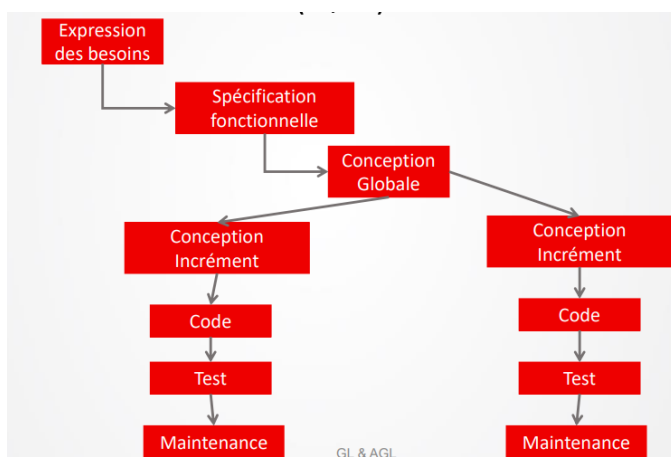 Expression
des besoins
Spécification
fonctionnelle
Conception
Globale
Conception
Incrément
Conception
Incrément
Code
Code
Test
Test
Maintenance
Maintenance
GL & AGL